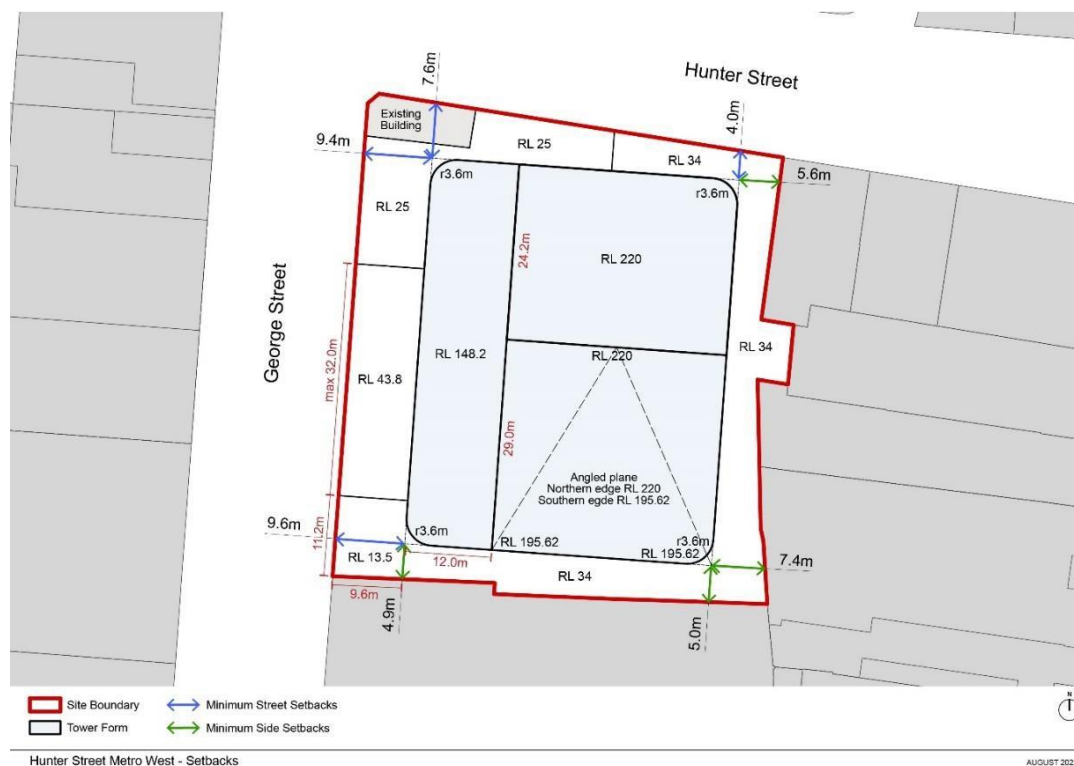 Hunter Street
7.6m
4.0m
Existing
Building
9.4m
RL 25
RL 34
5.6m
r3.6m
r3.6m
RL 25
24.2m
RL 220
George Street
RL 148.2
RL 220
RL 34
max 32.0m
RL 43.8
29.0m
Angled plane
Northern edge RL 220
Southern egde RL 195.62
9.6m
11.2m
r3.6m
RL 195.62
r3.6m
RL 195.62
7.4m
RL 13.5
12.0m
RL 34
9.6m
4.9m
5.0m
N
Site Boundary
Minimum Street Setbacks
Tower Form
Minimum Side Setbacks
Hunter Street Metro West - Setbacks
AUGUST 202